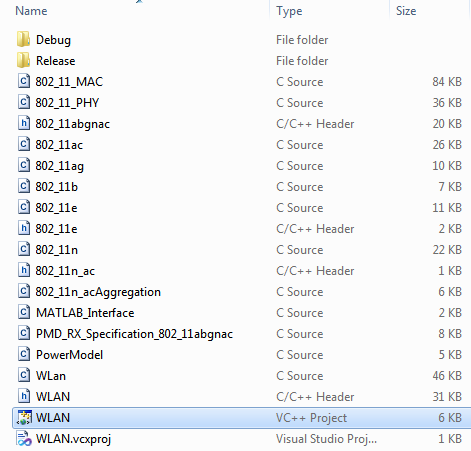 Name Type Size
Debug File folder
Release File folder
802_11_MAC C Source 84 KB
802_11_PHY C Source 36 KB
802_11abgnac C/C++ Header 20 KB
802_11ac C Source 26 KB
802_11ag C Source 10 KB
802_11b C Source 7 KB
802_11e C Source 11 KB
802_11e C/C++ Header 2 KB
802_11n C Source 22 KB
802_11n_ac C/C++ Header 1 KB
802_11n_acAggregation C Source 6 KB
MATLAB_Interface C Source 2 KB
PMD_RX_Specification_802_11abgnac C Source 8 KB
PowerModel C Source 5 KB
WLan C Source 46 KB
WLAN C/C++ Header 31 KB
WLAN VC++ Project 6 KB
WLAN.vcxproj Visual Studio Proj... 1 KB